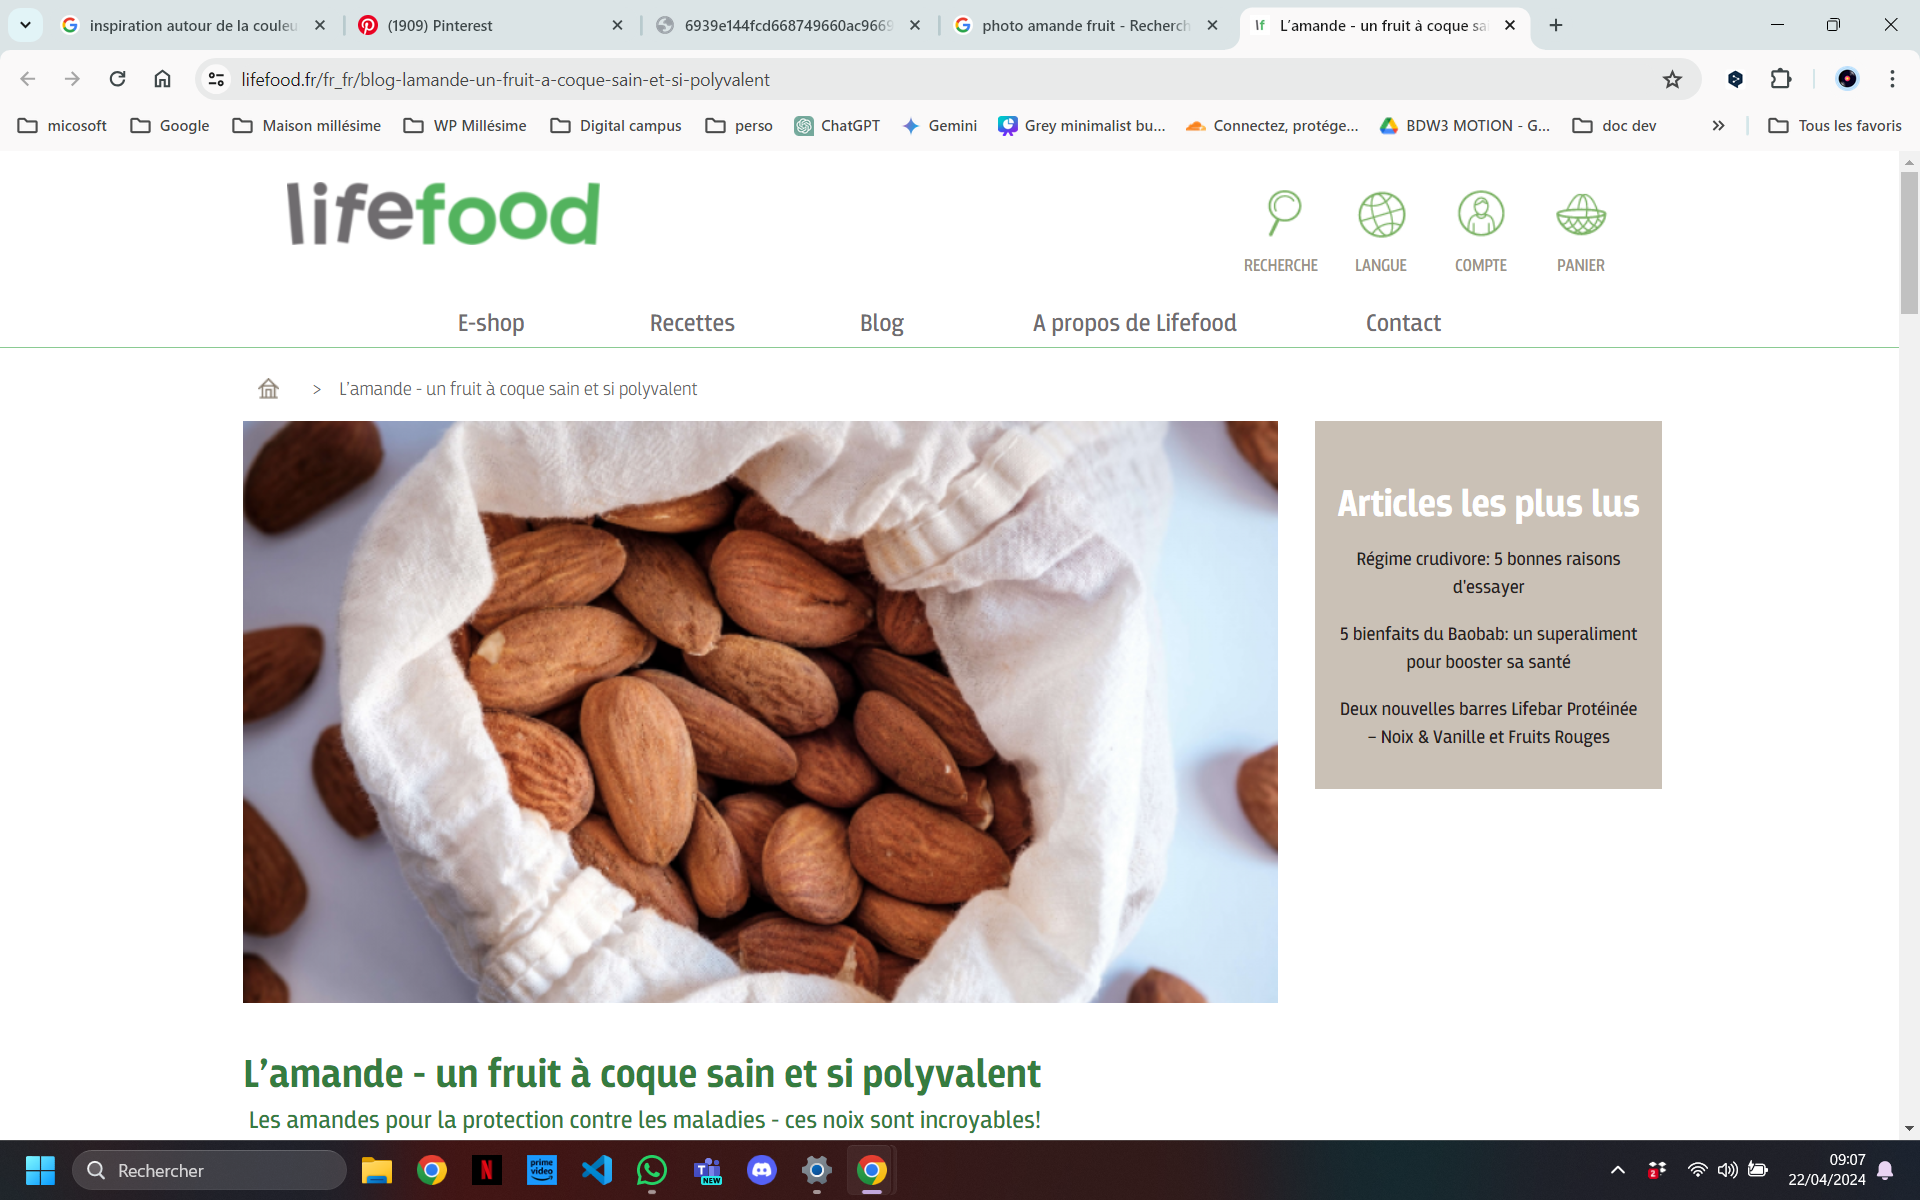 inspiration autour de la couleu
(1909) Pinterest
6939e144fcd668749660ac9669
photo amande fruit - Recherch
lf
L'amande - un fruit à coque sai
lifefood.fr/fr_fr/blog-lamande-un-fruit-a-coque-sain-et-si-polyvalent
micosoft
Google
Maison millésime
WP Millésime
Digital campus
perso
ChatGPT
Gemini
Grey minimalist bu...
Connectez, protége...
BDW3 MOTION - G...
doc dev
Tous les favoris
lifefood
RECHERCHE
LANGUE
COMPTE
PANIER
E-shop
Recettes
Blog
A propos de Lifefood
Contact
> L'amande - un fruit à coque sain et si polyvalent
Articles les plus lus
Régime crudivore: 5 bonnes raisons
d'essayer
5 bienfaits du Baobab: un superaliment
pour booster sa santé
Deux nouvelles barres Lifebar Protéinée
– Noix & Vanille et Fruits Rouges
L'amande - un fruit à coque sain et si polyvalent
Les amandes pour la protection contre les maladies - ces noix sont incroyables!
Rechercher
N
prime video
NEW
2
09:07
22/04/2024